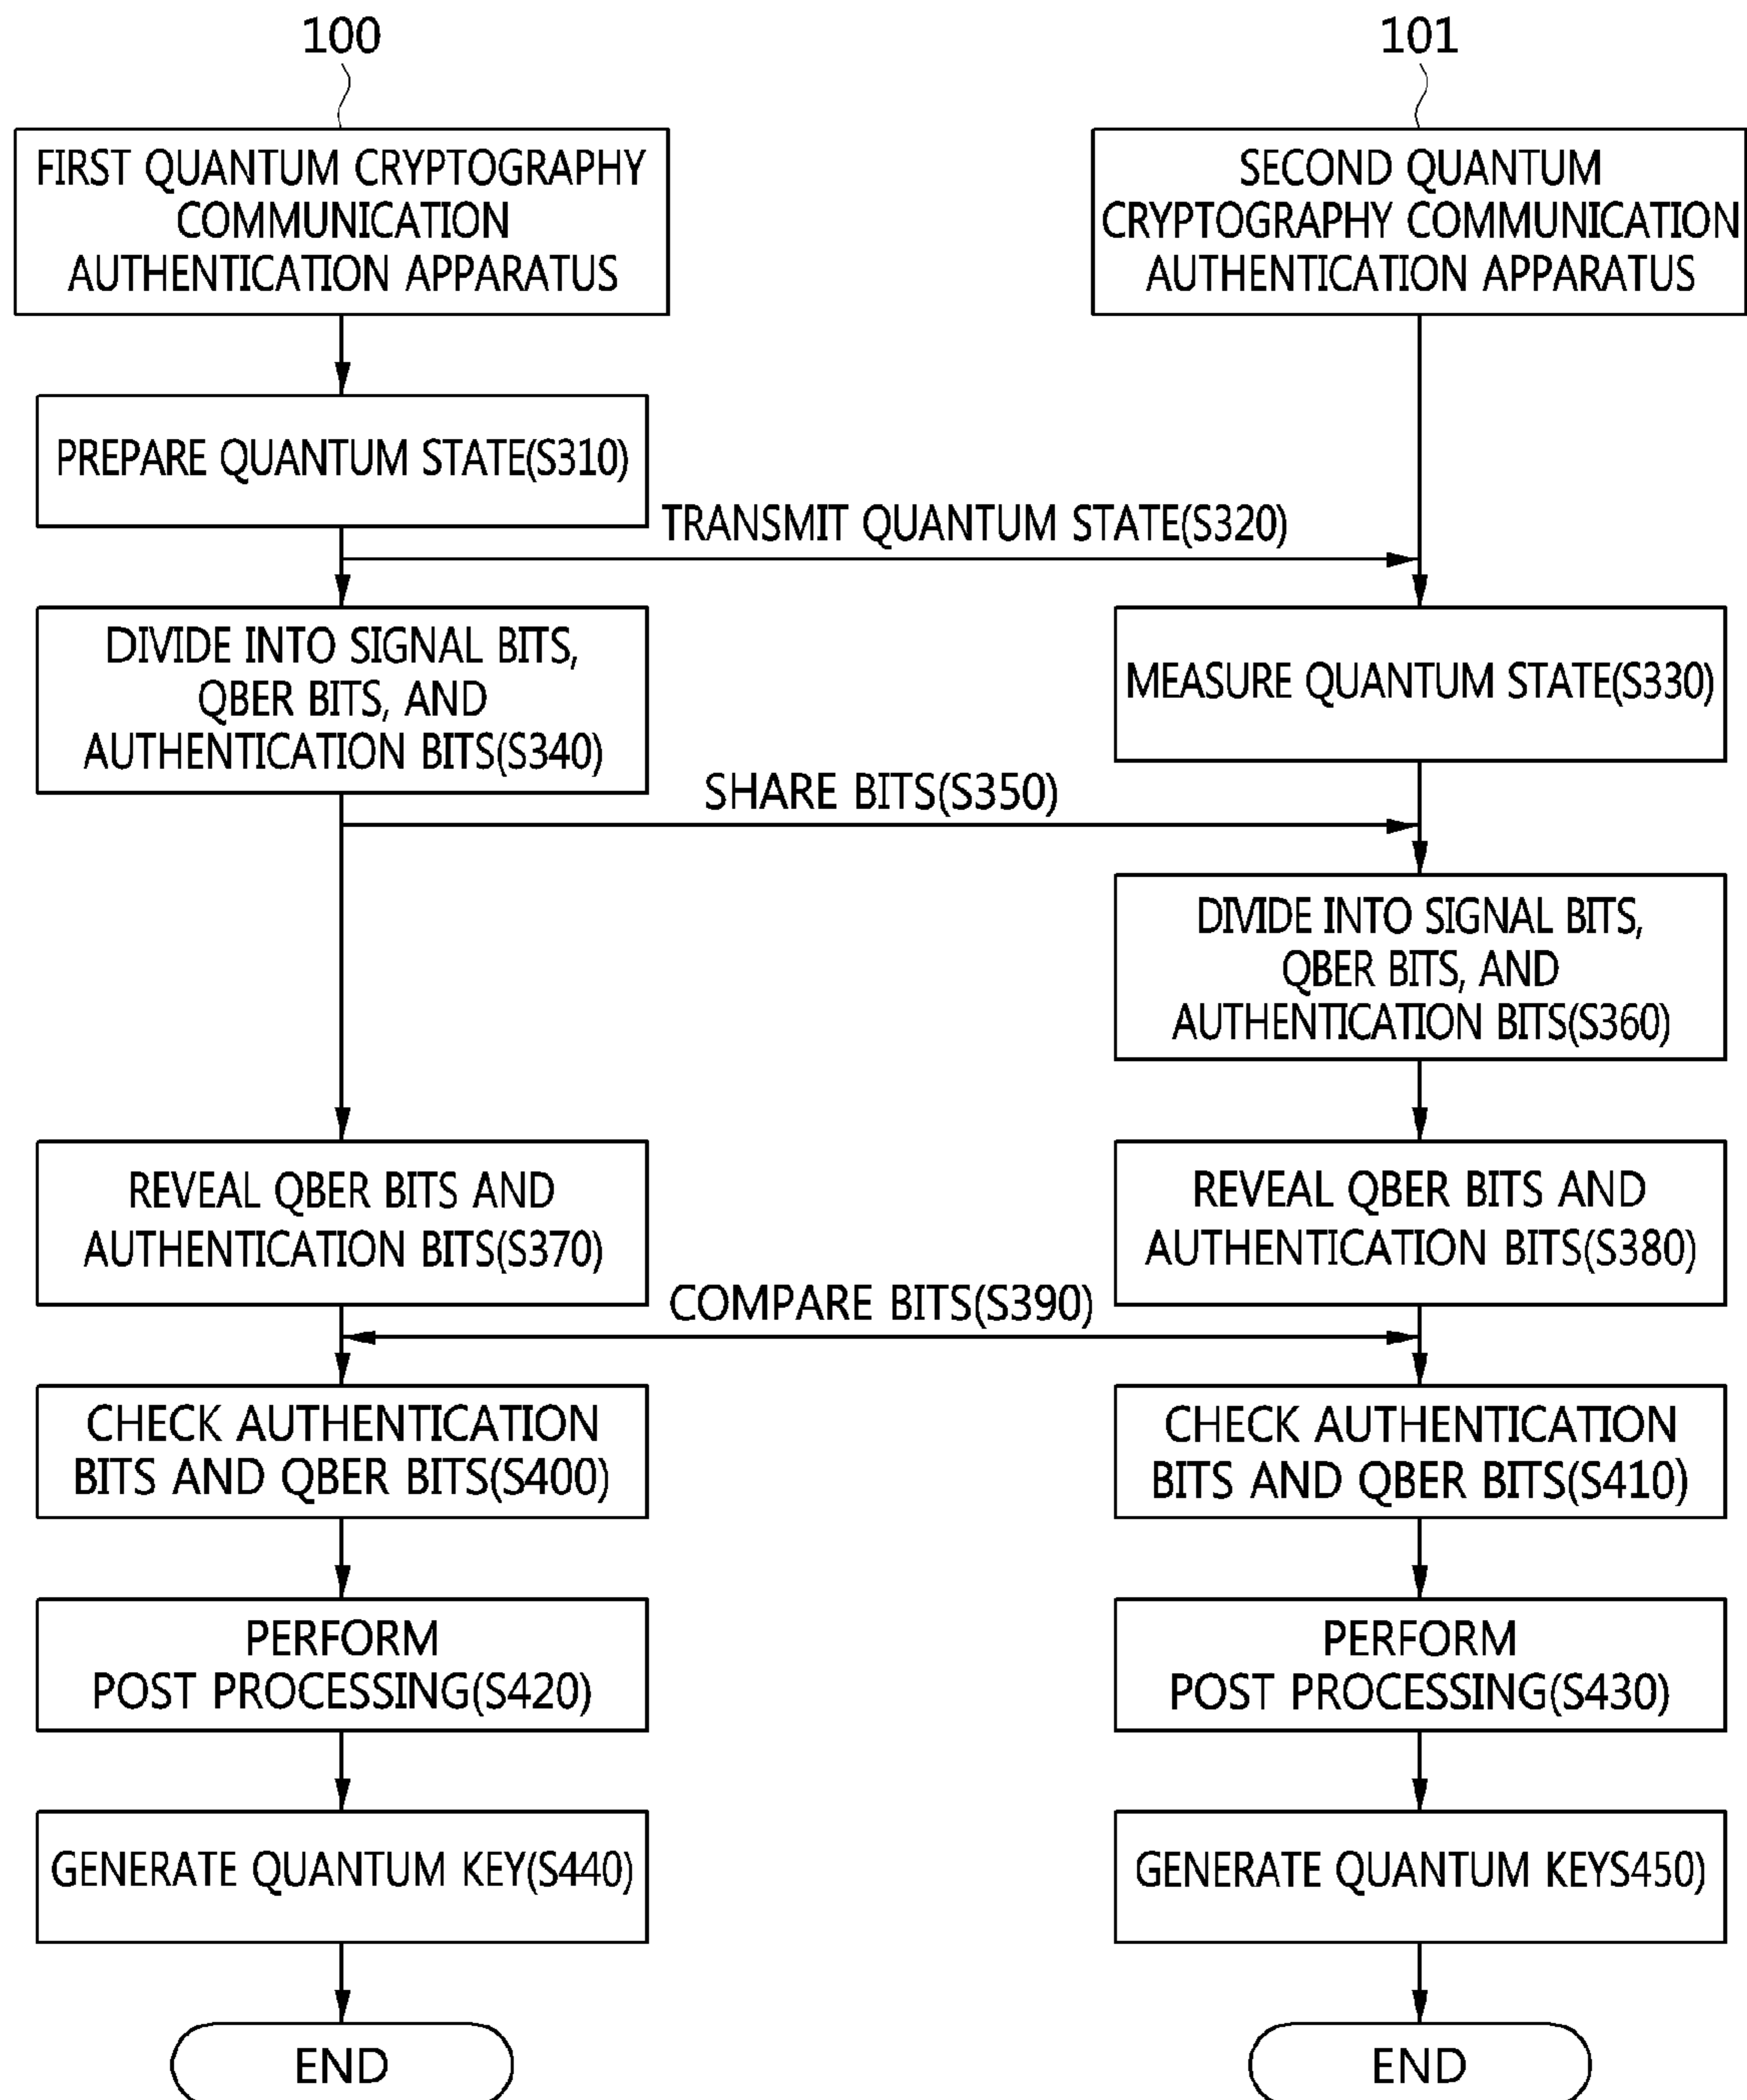 100
101
FIRST QUANTUM CRYPTOGRAPHY
COMMUNICATION
AUTHENTICATION APPARATUS
SECOND QUANTUM
CRYPTOGRAPHY COMMUNICATION
AUTHENTICATION APPARATUS
PREPARE QUANTUM STATE(S310)
TRANSMIT QUANTUM STATE(S320)
DIVIDE INTO SIGNAL BITS,
QBER BITS, AND
AUTHENTICATION BITS(S340)
MEASURE QUANTUM STATE(S330)
SHARE BITS(S350)
DIVIDE INTO SIGNAL BITS,
QBER BITS, AND
AUTHENTICATION BITS(S360)
REVEAL QBER BITS AND
AUTHENTICATION BITS(S370)
REVEAL QBER BITS AND
AUTHENTICATION BITS(S380)
COMPARE BITS(S390)
CHECK AUTHENTICATION
BITS AND QBER BITS(S400)
CHECK AUTHENTICATION
BITS AND QBER BITS(S410)
PERFORM
POST PROCESSING(S420)
PERFORM
POST PROCESSING(S430)
GENERATE QUANTUM KEY(S440)
GENERATE QUANTUM KEYS450)
END
END